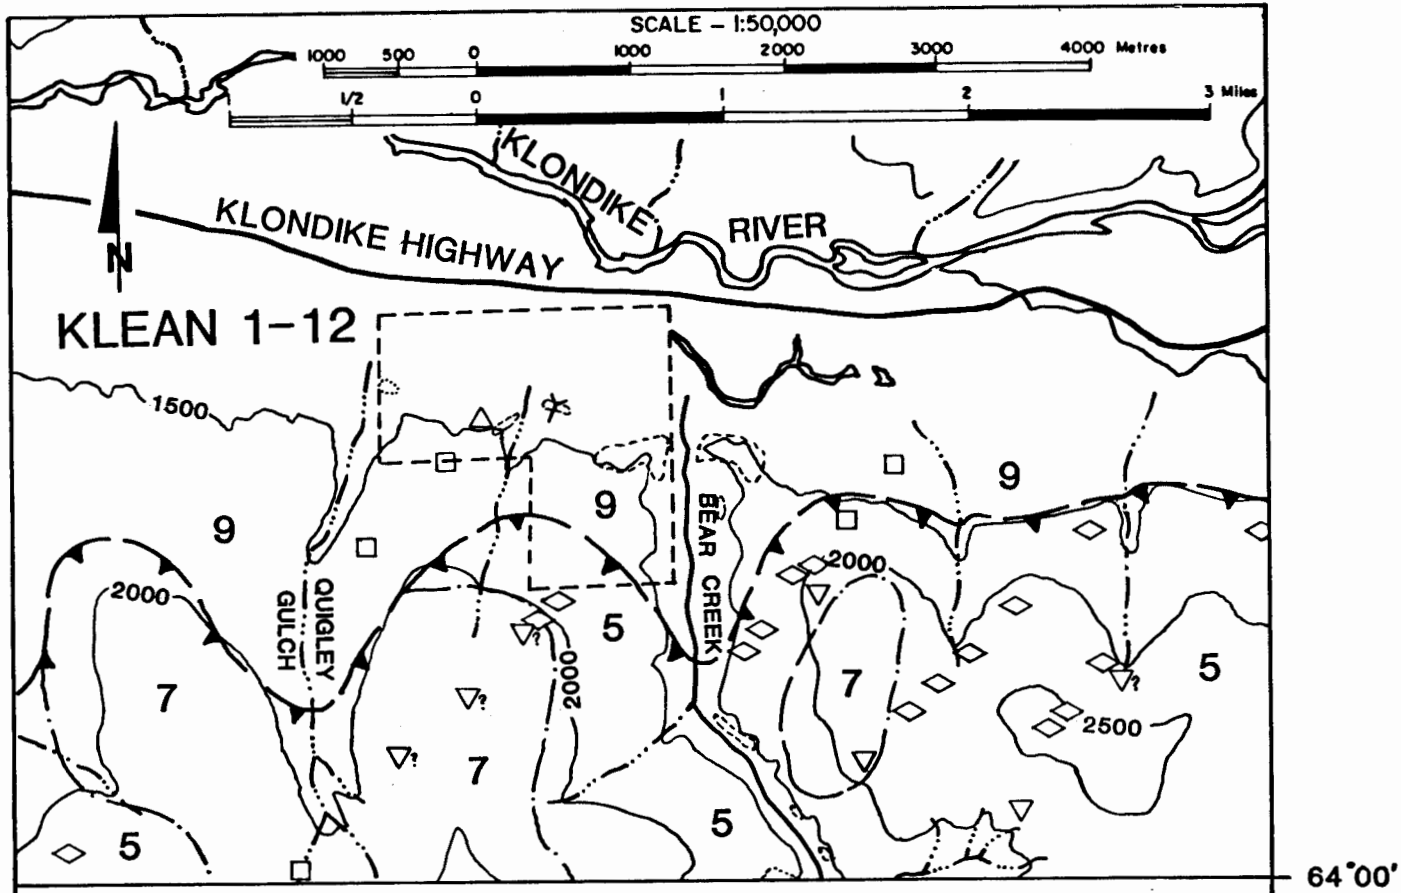 SCALE – 1:50,000
1000 500 0 1000 2000 3000 4000 Metres
1/2 0 1 2 3 Miles
KLONDIKE
RIVER
KLONDIKE HIGHWAY
N
KLEAN 1-12
1500
9
9
9
BEAR CREEK
2000
2000
QUIGLEY
GULCH
5
5
7
7
2000
?
?
?
?
2500
7
5
5
64°00'